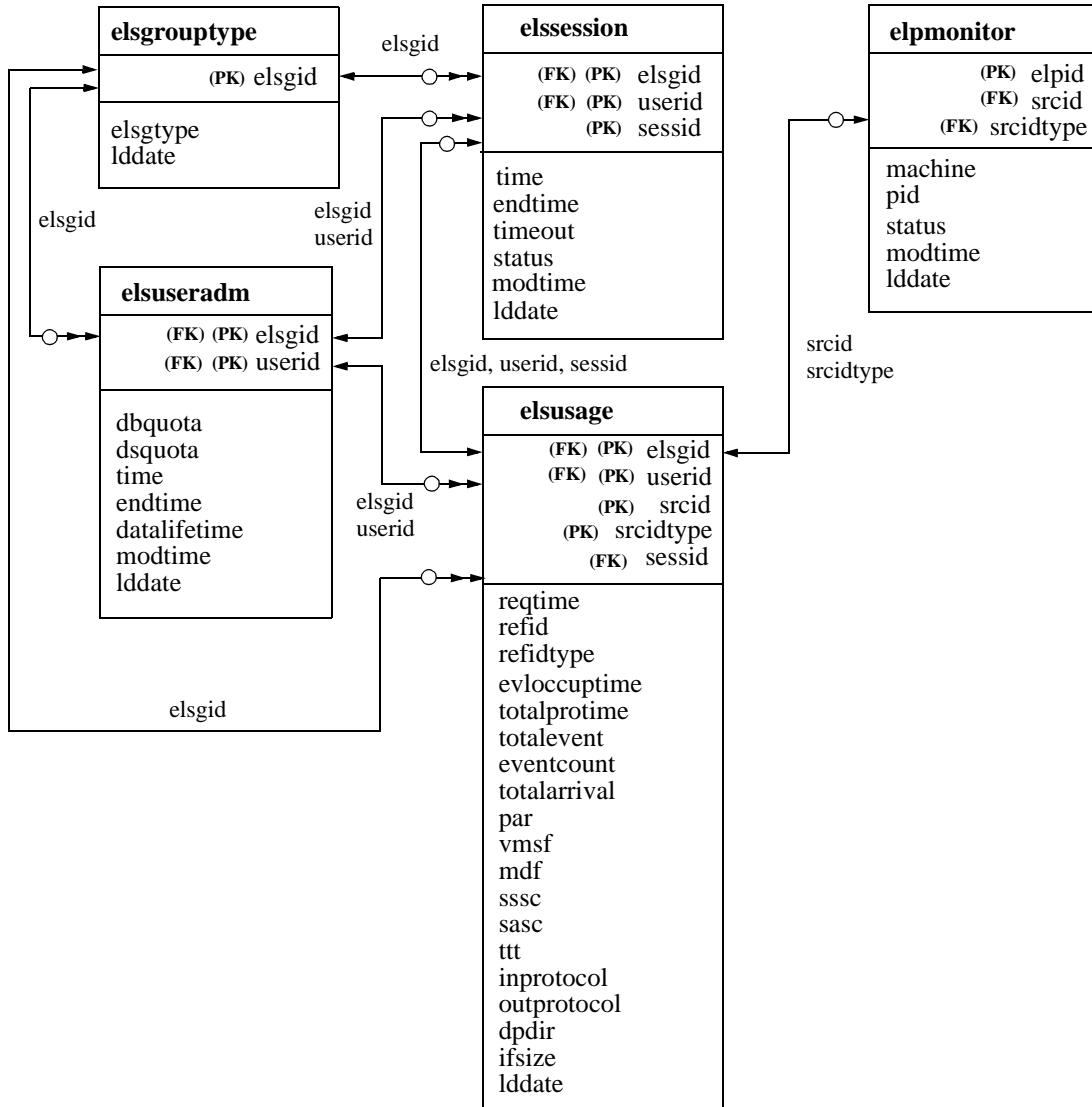 elsgrouptype
(PK) elsgid
elsgtype
lddate
elsgid
elssession
(FK) (PK) elsgid
(FK) (PK) userid
(PK) sessid
time
endtime
timeout
status
modtime
lddate
elpmonitor
(PK) elpid
(FK) srcid
(FK) srcidtype
machine
pid
status
modtime
lddate
elsgid
elsgid
userid
elsuseradm
(FK) (PK) elsgid
(FK) (PK) userid
dbquota
dsquota
time
endtime
datalifetime
modtime
lddate
elsgid, userid, sessid
srcid
srcidtype
elsgid
userid
elsusage
(FK) (PK) elsgid
(FK) (PK) userid
(PK) srcid
(PK) srcidtype
(FK) sessid
reqtime
refid
refidtype
evloccuptime
totalprotime
totalevent
eventcount
totalarrival
par
vmsf
mdf
sssc
sasc
ttt
inprotocol
outprotocol
dpdir
ifsize
lddate
elsgid